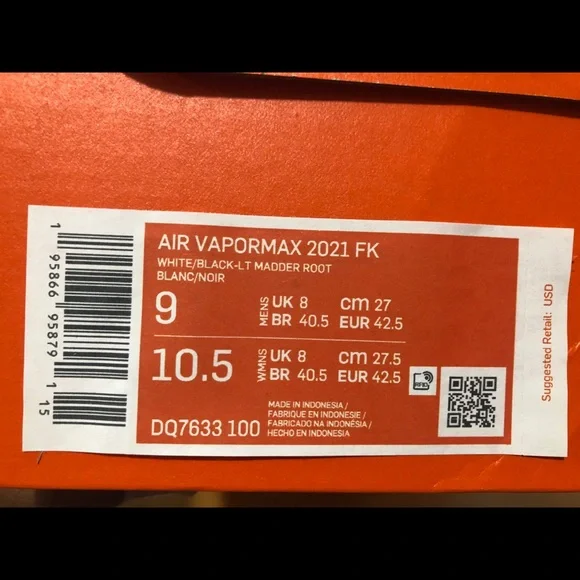 AIR VAPORMAX 2021 FK
WHITE/BLACK-LT MADDER ROOT
BLANC/NOIR
9 MENS UK 8 cm 27
BR 40.5 EUR 42.5
10.5 WMNS UK 8 cm 27.5
BR 40.5 EUR 42.5
RFID
DQ7633 100
MADE IN INDONESIA /
FABRIQUE EN INDONESIE /
FABRICADO NA INDONÉSIA /
HECHO EN INDONESIA
1 95866 95879 1 15
Suggested Retail: USD